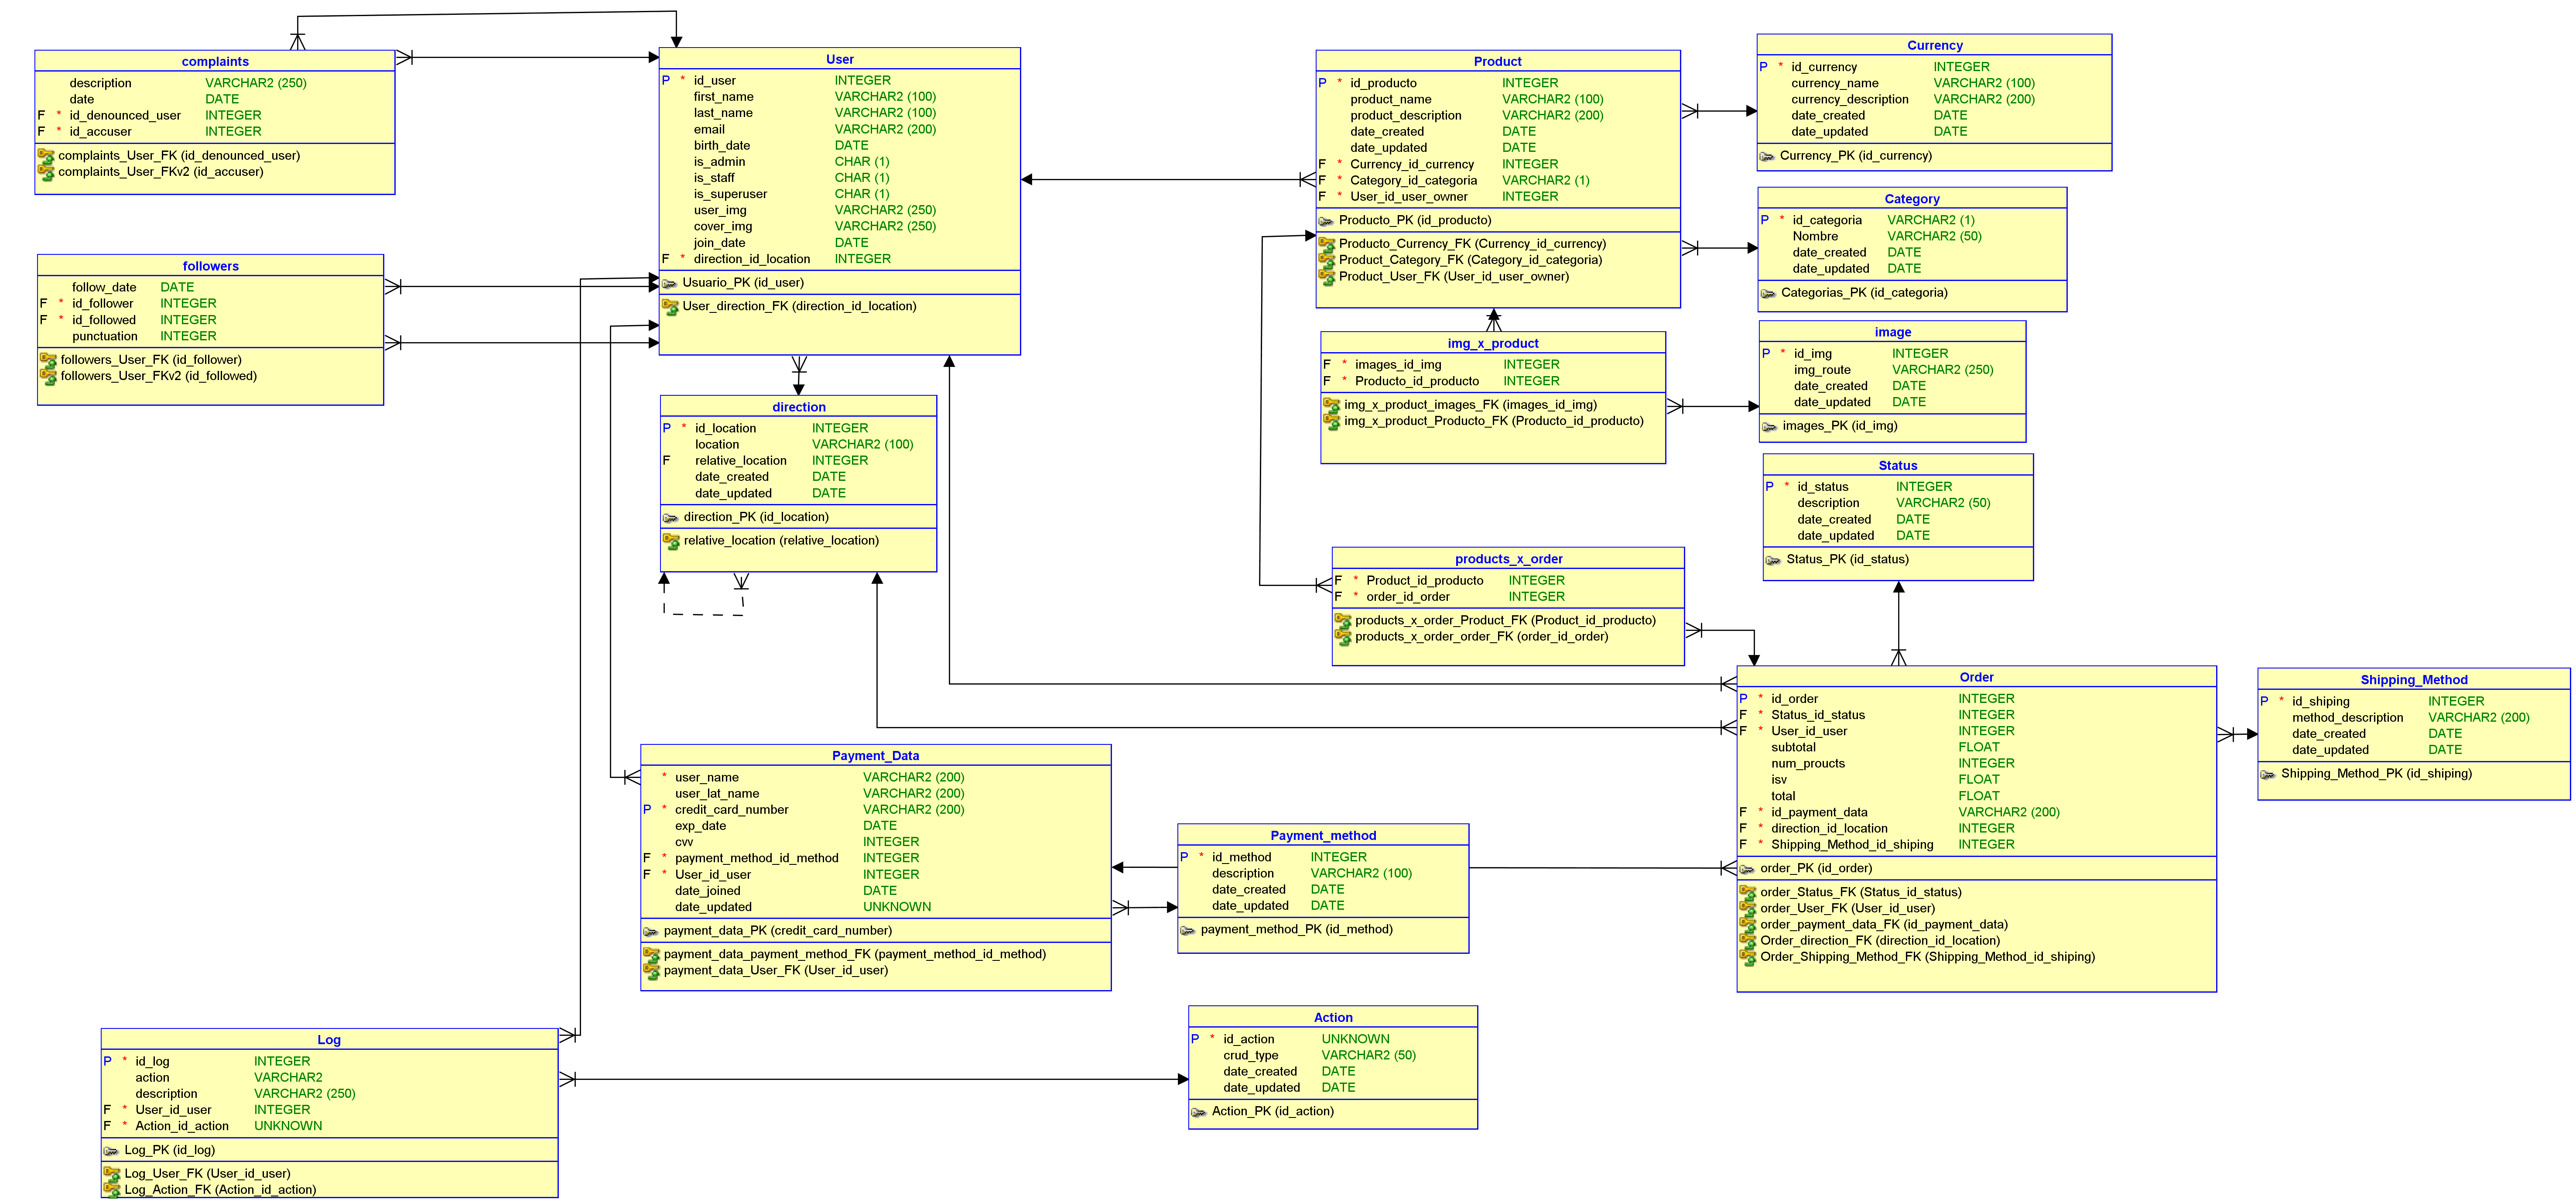 complaints
description VARCHAR2 (250)
date DATE
F * id_denounced_user INTEGER
F * id_accuser INTEGER
complaints_User_FK (id_denounced_user)
complaints_User_FKv2 (id_accuser)
followers
follow_date DATE
F * id_follower INTEGER
F * id_followed INTEGER
punctuation INTEGER
followers_User_FK (id_follower)
followers_User_FKv2 (id_followed)
User
P * id_user INTEGER
first_name VARCHAR2 (100)
last_name VARCHAR2 (100)
email VARCHAR2 (200)
birth_date DATE
is_admin CHAR (1)
is_staff CHAR (1)
is_superuser CHAR (1)
user_img VARCHAR2 (250)
cover_img VARCHAR2 (250)
join_date DATE
F * direction_id_location INTEGER
Usuario_PK (id_user)
User_direction_FK (direction_id_location)
direction
P * id_location INTEGER
location VARCHAR2 (100)
F relative_location INTEGER
date_created DATE
date_updated DATE
direction_PK (id_location)
relative_location (relative_location)
Product
P * id_producto INTEGER
product_name VARCHAR2 (100)
product_description VARCHAR2 (200)
date_created DATE
date_updated DATE
F * Currency_id_currency INTEGER
F * Category_id_categoria VARCHAR2 (1)
F * User_id_user_owner INTEGER
Producto_PK (id_producto)
Producto_Currency_FK (Currency_id_currency)
Product_Category_FK (Category_id_categoria)
Product_User_FK (User_id_user_owner)
Currency
P * id_currency INTEGER
currency_name VARCHAR2 (100)
currency_description VARCHAR2 (200)
date_created DATE
date_updated DATE
Currency_PK (id_currency)
Category
P * id_categoria VARCHAR2 (1)
Nombre VARCHAR2 (50)
date_created DATE
date_updated DATE
Categorias_PK (id_categoria)
img_x_product
F * images_id_img INTEGER
F * Producto_id_producto INTEGER
img_x_product_images_FK (images_id_img)
img_x_product_Producto_FK (Producto_id_producto)
image
P * id_img INTEGER
img_route VARCHAR2 (250)
date_created DATE
date_updated DATE
images_PK (id_img)
Status
P * id_status INTEGER
description VARCHAR2 (50)
date_created DATE
date_updated DATE
Status_PK (id_status)
products_x_order
F * Product_id_producto INTEGER
F * order_id_order INTEGER
products_x_order_Product_FK (Product_id_producto)
products_x_order_order_FK (order_id_order)
Order
P * id_order INTEGER
F * Status_id_status INTEGER
F * User_id_user INTEGER
subtotal FLOAT
num_proucts INTEGER
isv FLOAT
total FLOAT
F * id_payment_data VARCHAR2 (200)
F * direction_id_location INTEGER
F * Shipping_Method_id_shiping INTEGER
order_PK (id_order)
order_Status_FK (Status_id_status)
order_User_FK (User_id_user)
order_payment_data_FK (id_payment_data)
Order_direction_FK (direction_id_location)
Order_Shipping_Method_FK (Shipping_Method_id_shiping)
Shipping_Method
P * id_shiping INTEGER
method_description VARCHAR2 (200)
date_created DATE
date_updated DATE
Shipping_Method_PK (id_shiping)
Payment_Data
* user_name VARCHAR2 (200)
user_lat_name VARCHAR2 (200)
P * credit_card_number VARCHAR2 (200)
exp_date DATE
cvv INTEGER
F * payment_method_id_method INTEGER
F * User_id_user INTEGER
date_joined DATE
date_updated UNKNOWN
payment_data_PK (credit_card_number)
payment_data_payment_method_FK (payment_method_id_method)
payment_data_User_FK (User_id_user)
Payment_method
P * id_method INTEGER
description VARCHAR2 (100)
date_created DATE
date_updated DATE
payment_method_PK (id_method)
Log
P * id_log INTEGER
action VARCHAR2
description VARCHAR2 (250)
F * User_id_user INTEGER
F * Action_id_action UNKNOWN
Log_PK (id_log)
Log_User_FK (User_id_user)
Log_Action_FK (Action_id_action)
Action
P * id_action UNKNOWN
crud_type VARCHAR2 (50)
date_created DATE
date_updated DATE
Action_PK (id_action)